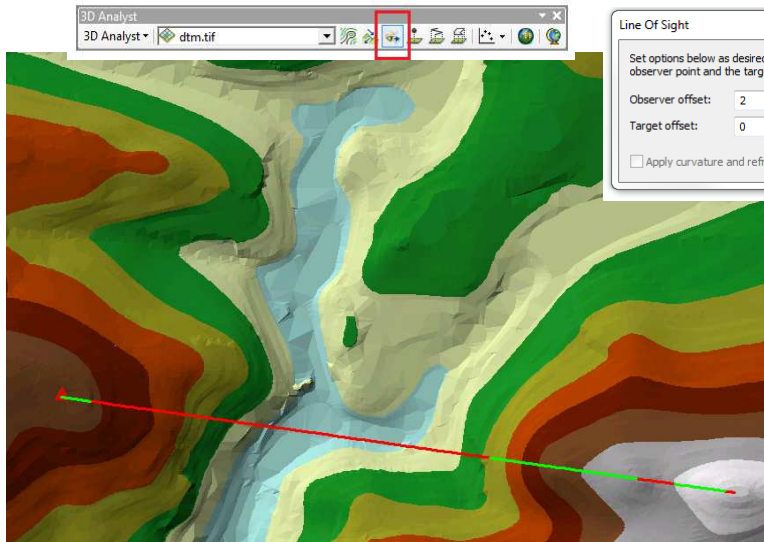 3D Analyst
3D Analyst
dtm.tif
Line Of Sight
Set options below as desired
observer point and the targ
Observer offset: 2
Target offset: 0
Apply curvature and refr